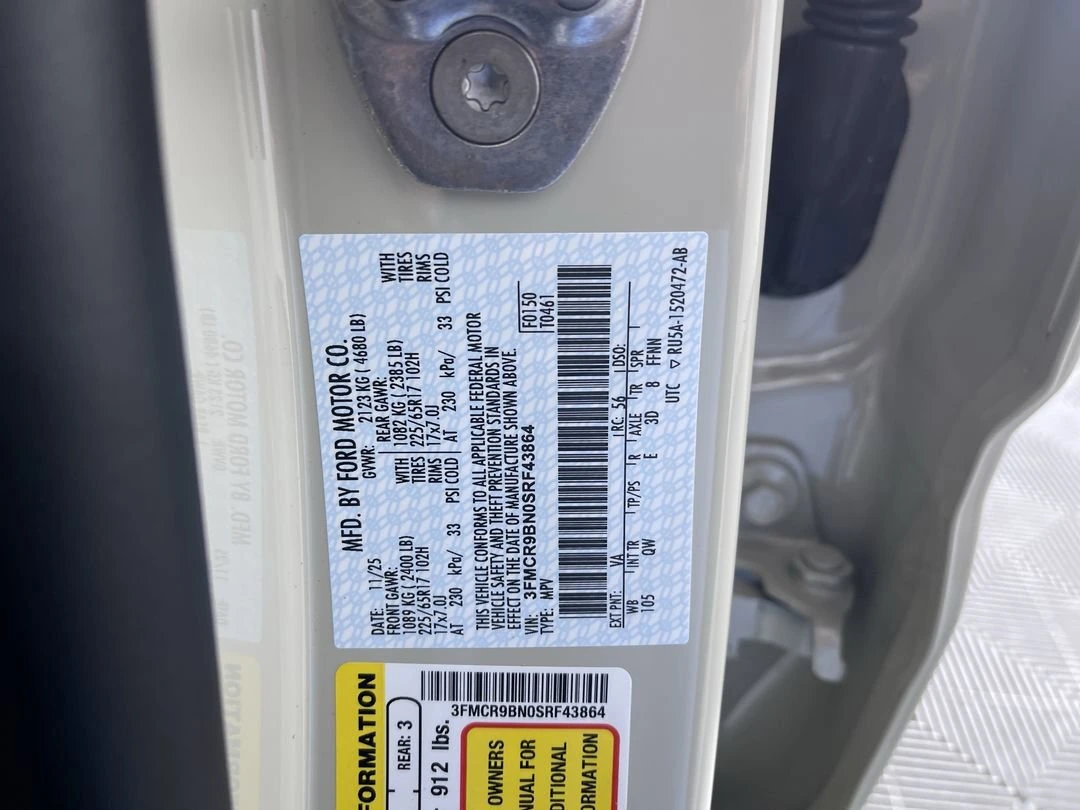 MFD. BY FORD MOTOR CO.
DATE: 11/25 GVWR: 2123 KG ( 4680 LB)
FRONT GAWR: REAR GAWR: WITH
1089 KG ( 2400 LB) WITH 1082 KG ( 2385 LB) TIRES
225/65R17 102H TIRES 225/65R17 102H RIMS
17x7.0J RIMS 17x7.0J
AT 230 kPa/ 33 PSI COLD AT 230 kPa/ 33 PSI COLD
THIS VEHICLE CONFORMS TO ALL APPLICABLE FEDERAL MOTOR
VEHICLE SAFETY AND THEFT PREVENTION STANDARDS IN
EFFECT ON THE DATE OF MANUFACTURE SHOWN ABOVE.
VIN: 3FMCR9BN0SRF43864 F0150
TYPE: MPV T0461
EXT PNT: VA RC: 56 DSO:
WB INT TR TP/PS R AXLE TR SPR
105 QW E 3D 8 FFNN
UTC ▽ RU5A-1520472-AB
FORMATION
REAR: 3
912 lbs.
3FMCR9BN0SRF43864
OWNERS
FOR